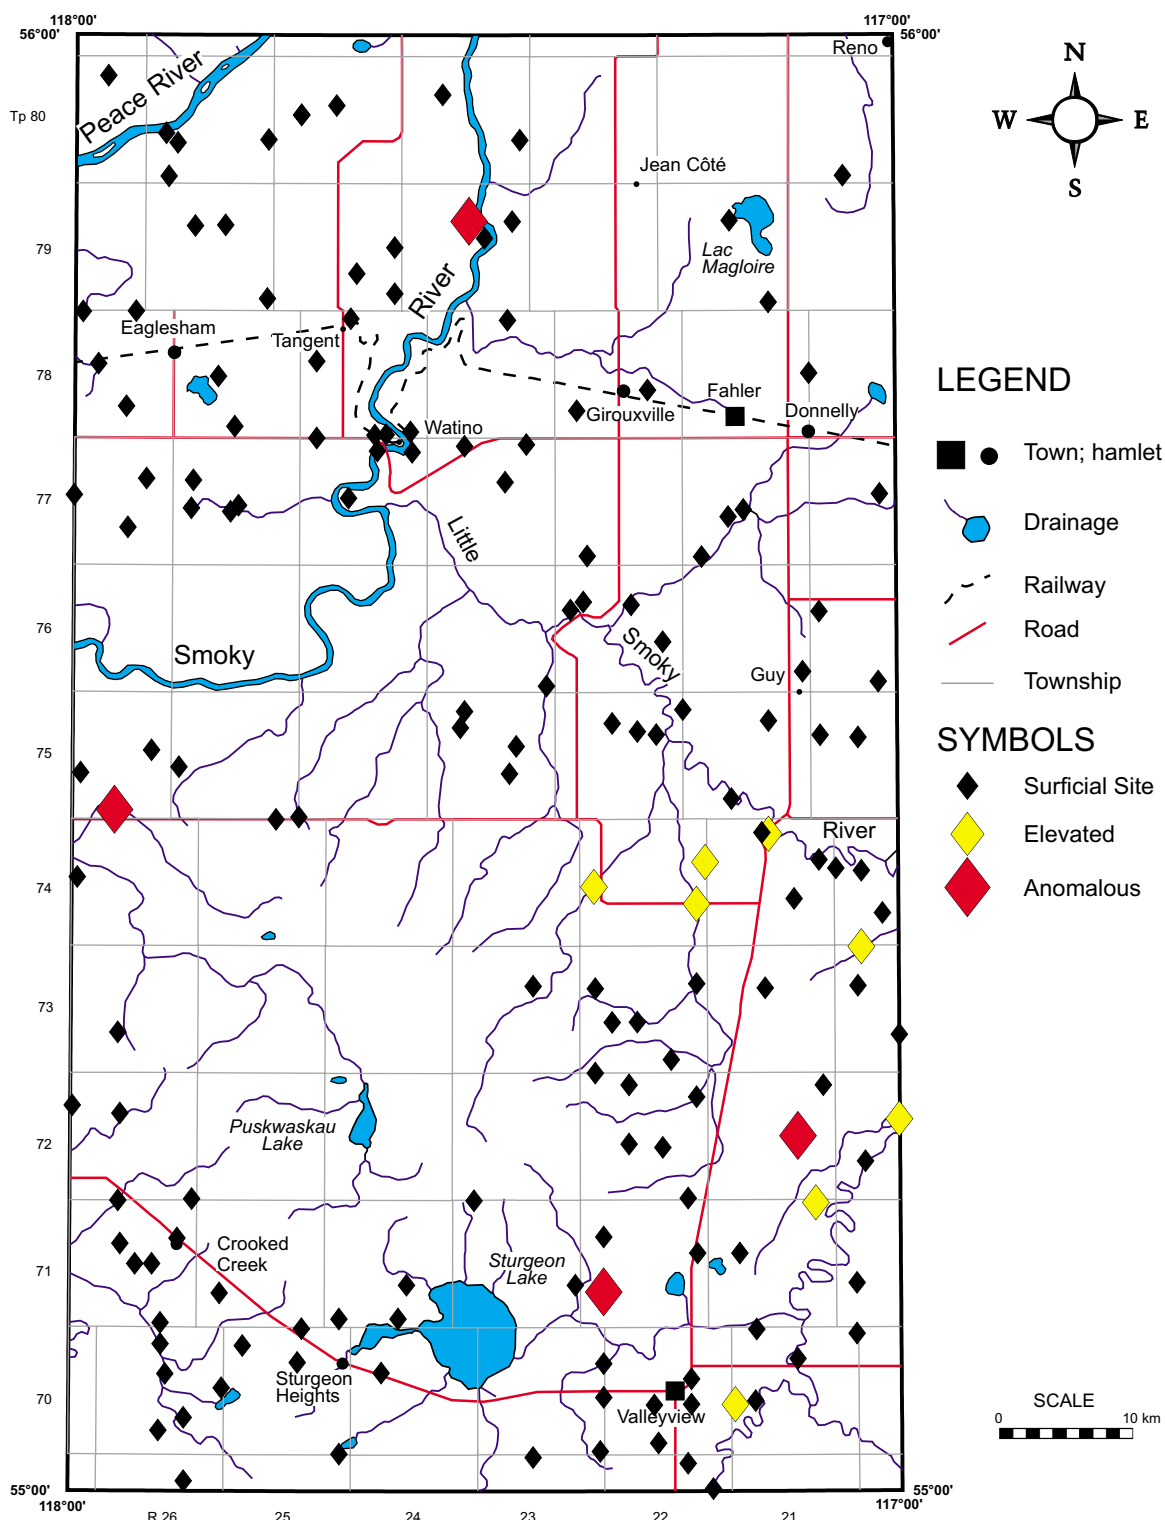 118°00'
117°00'
56°00'
56°00'
Reno
N
W
E
S
Peace River
Tp 80
Jean Côté
79
Lac
Magloire
River
Eaglesham
Tangent
78
Fahler
Girouxville
Donnelly
Watino
77
Little
76
Smoky
Smoky
Guy
75
River
74
73
72
Puskwaskau
Lake
71
Crooked
Creek
Sturgeon
Lake
Sturgeon
Heights
70
Valleyview
55°00'
118°00'
55°00'
117°00'
R 26
25
24
23
22
21
LEGEND
Town; hamlet
Drainage
Railway
Road
Township
SYMBOLS
Surficial Site
Elevated
Anomalous
SCALE
0
10 km